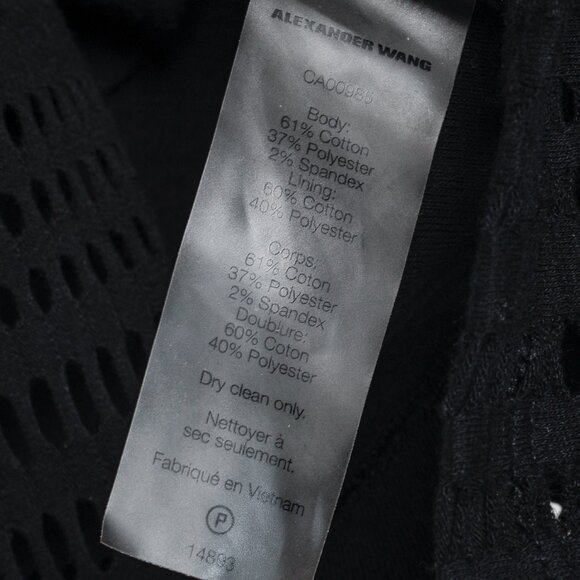 ALEXANDER WANG
CA00985
Body:
61% Cotton
37% Polyester
2% Spandex
Lining:
60% Cotton
40% Polyester
Corps:
61% Coton
37% Polyester
2% Spandex
Doublure:
60% Coton
40% Polyester
Dry clean only.
Nettoyer à
sec seulement.
Fabriqué en Vietnam
P
14893